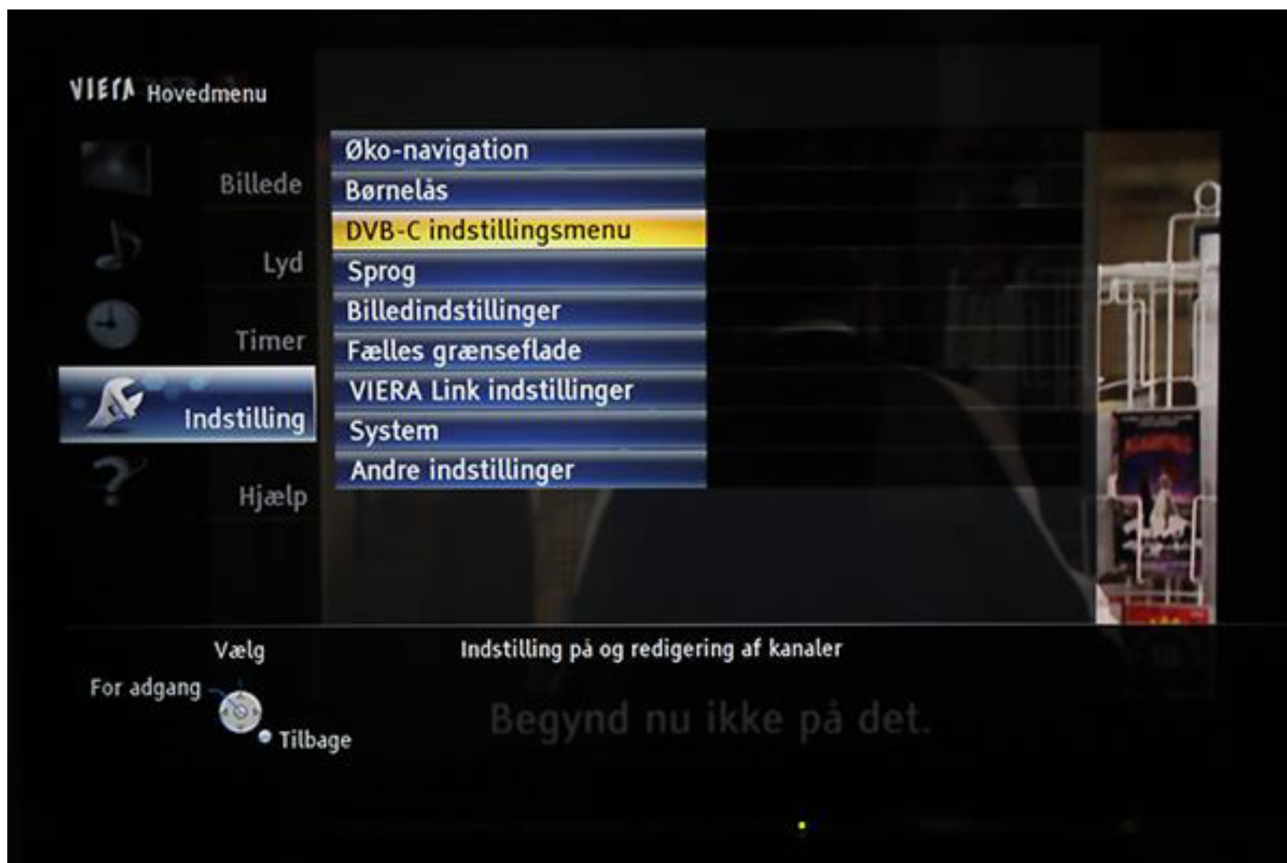 VIERA Hovedmenu
Billede
Lyd
Timer
Indstilling
Hjælp
Øko-navigation
Børnelås
DVB-C indstillingsmenu
Sprog
Billedindstillinger
Fælles grænseflade
VIERA Link indstillinger
System
Andre indstillinger
Vælg
For adgang
Tilbage
Indstilling på og redigering af kanaler
Begynd nu ikke på det.